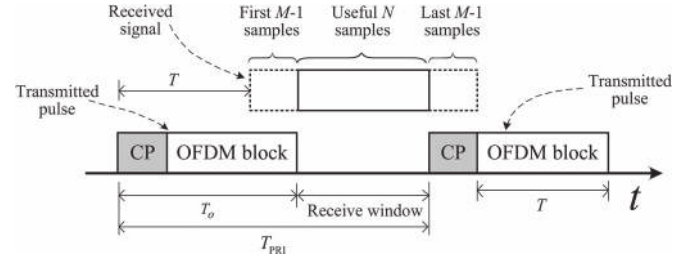 Received
signal
First M-1
samples
Useful N
samples
Last M-1
samples
T
Transmitted
pulse
Transmitted
pulse
CP
OFDM block
CP
OFDM block
T_o
Receive window
T
t
T_PRI